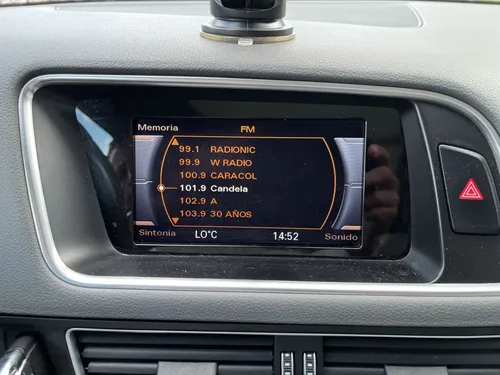 Memoria FM
99.1 RADIONIC
99.9 W RADIO
100.9 CARACOL
101.9 Candela
102.9 A
103.9 30 AÑOS
Sintonia LO°C 14:52 Sonido